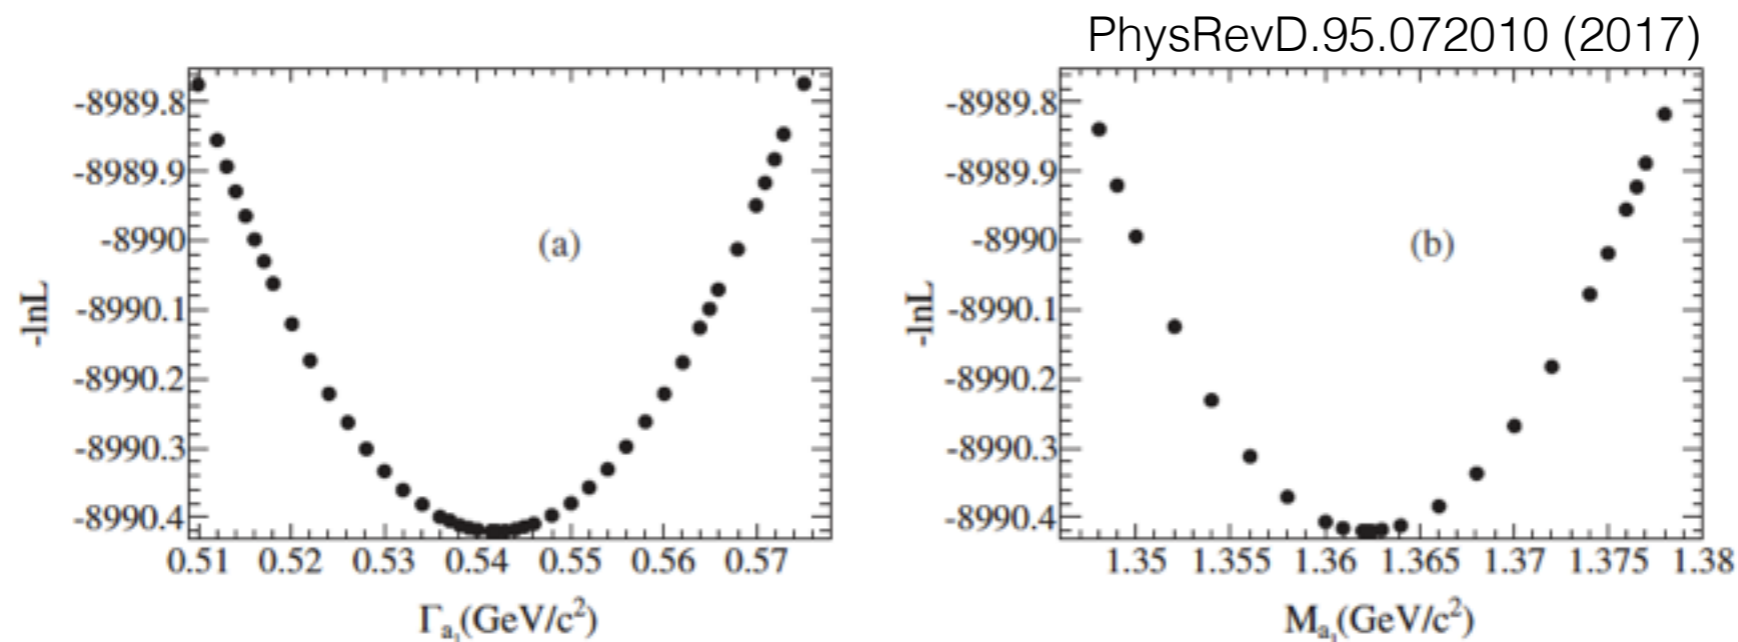 PhysRevD.95.072010 (2017)
-8989.8
-8989.9
-8990
-8990.1
-8990.2
-8990.3
-8990.4
-lnL
(a)
0.51 0.52 0.53 0.54 0.55 0.56 0.57
Γa₁(GeV/c²)
-8989.8
-8989.9
-8990
-8990.1
-8990.2
-8990.3
-8990.4
-lnL
(b)
1.35 1.355 1.36 1.365 1.37 1.375 1.38
Ma₁(GeV/c²)